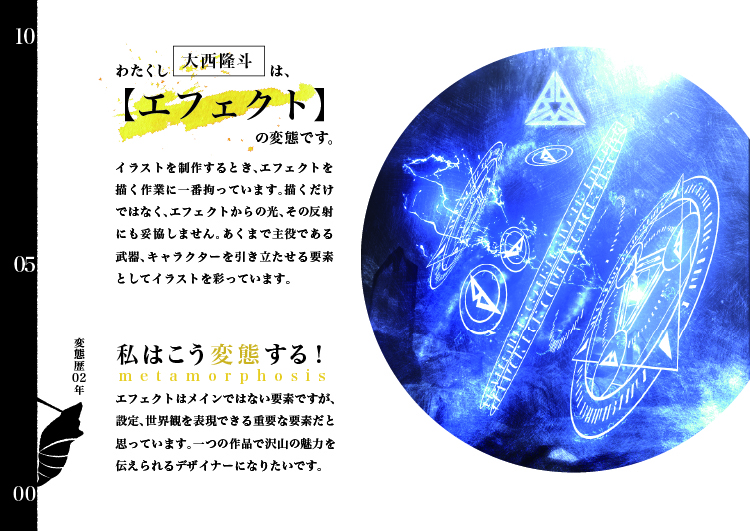 10
05
00
変態歴02年
わたくし 大西隆斗 は、
【エフェクト】
の変態です。
イラストを制作するとき、エフェクトを
描く作業に一番拘っています。描くだけ
ではなく、エフェクトからの光、その反射
にも妥協しません。あくまで主役である
武器、キャラクターを引き立たせる要素
としてイラストを彩っています。
私はこう変態する!
metamorphosis
エフェクトはメインではない要素ですが、
設定、世界観を表現できる重要な要素だと
思っています。一つの作品で沢山の魅力を
伝えられるデザイナーになりたいです。